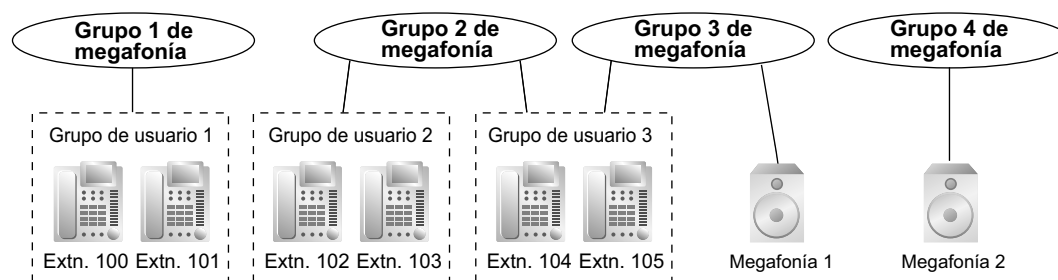 Grupo 1 de
megafonía
Grupo 2 de
megafonía
Grupo 3 de
megafonía
Grupo 4 de
megafonía
Grupo de usuario 1
Grupo de usuario 2
Grupo de usuario 3
Extn. 100 Extn. 101
Extn. 102 Extn. 103
Extn. 104 Extn. 105
Megafonía 1
Megafonía 2